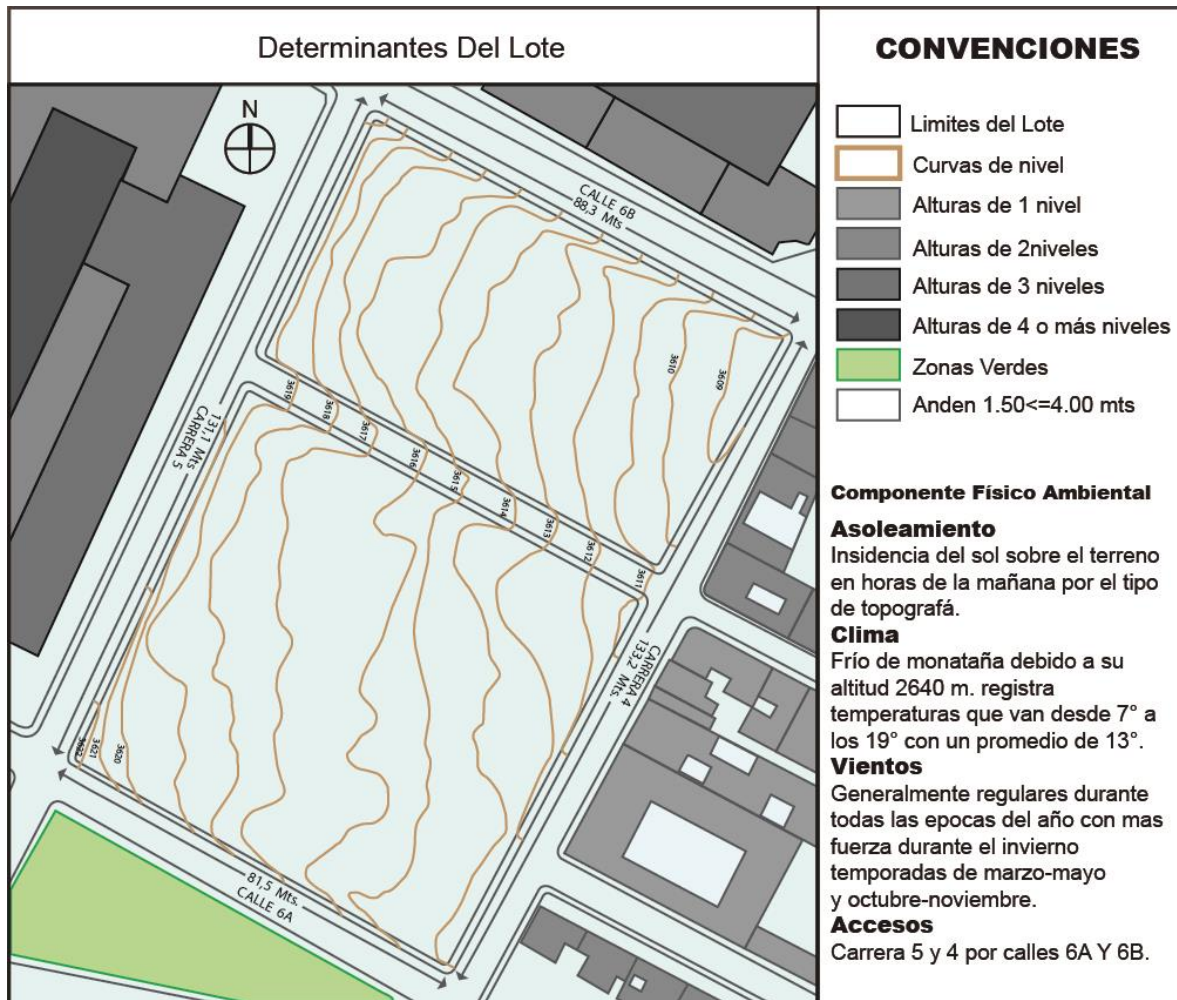 Determinantes Del Lote
N
CALLE 6B
88,3 Mts
3609
3610
3619
3618
3617
3616
3615
3614
3613
3612
3611
131,1 Mts
CARRERA 5
CARRERA 4
133,2 Mts.
3622
3621
3620
81,5 Mts.
CALLE 6A
CONVENCIONES
Limites del Lote
Curvas de nivel
Alturas de 1 nivel
Alturas de 2niveles
Alturas de 3 niveles
Alturas de 4 o más niveles
Zonas Verdes
Anden 1.50<=4.00 mts
Componente Físico Ambiental
Asoleamiento
Insidencia del sol sobre el terreno
en horas de la mañana por el tipo
de topografá.
Clima
Frío de monataña debido a su
altitud 2640 m. registra
temperaturas que van desde 7° a
los 19° con un promedio de 13°.
Vientos
Generalmente regulares durante
todas las epocas del año con mas
fuerza durante el invierno
temporadas de marzo-mayo
y octubre-noviembre.
Accesos
Carrera 5 y 4 por calles 6A Y 6B.